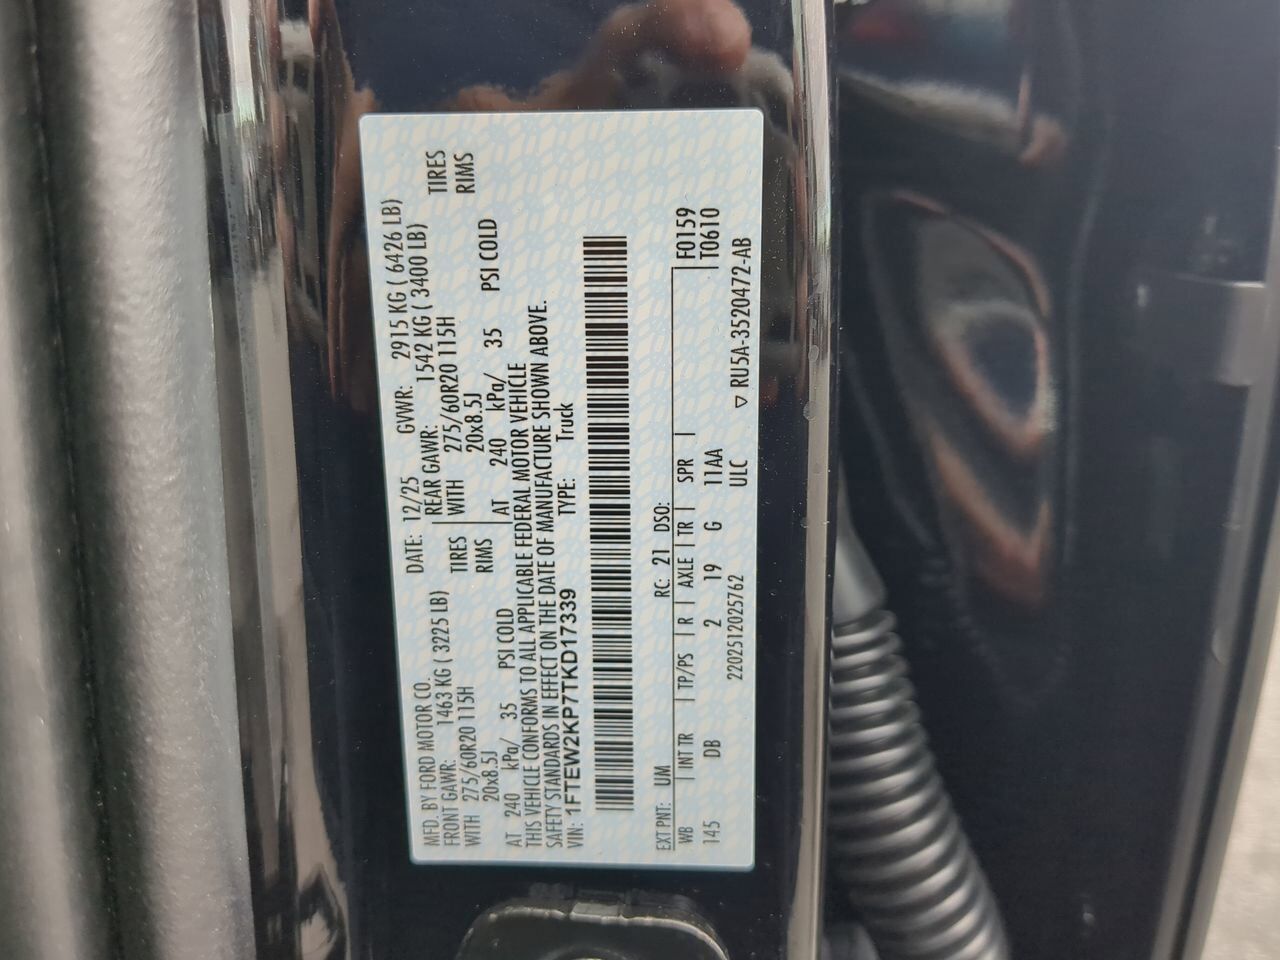 MFD. BY FORD MOTOR CO. DATE: 12/25 GVWR: 2915 KG ( 6426 LB)
FRONT GAWR: 1463 KG ( 3225 LB) REAR GAWR: 1542 KG ( 3400 LB)
WITH 275/60R20 115H TIRES WITH 275/60R20 115H TIRES
20x8.5J RIMS 20x8.5J RIMS
AT 240 kPa/ 35 PSI COLD AT 240 kPa/ 35 PSI COLD
THIS VEHICLE CONFORMS TO ALL APPLICABLE FEDERAL MOTOR VEHICLE
SAFETY STANDARDS IN EFFECT ON THE DATE OF MANUFACTURE SHOWN ABOVE.
VIN: 1FTEW2KP7TKD17339 TYPE: Truck
EXT PNT: UM RC: 21 DSO: F0159
WB | INT TR | TP/PS | R | AXLE | TR | SPR | T0610
145 DB 2 19 G 11AA
2202512025762 ULC ▽ RU5A-3520472-AB